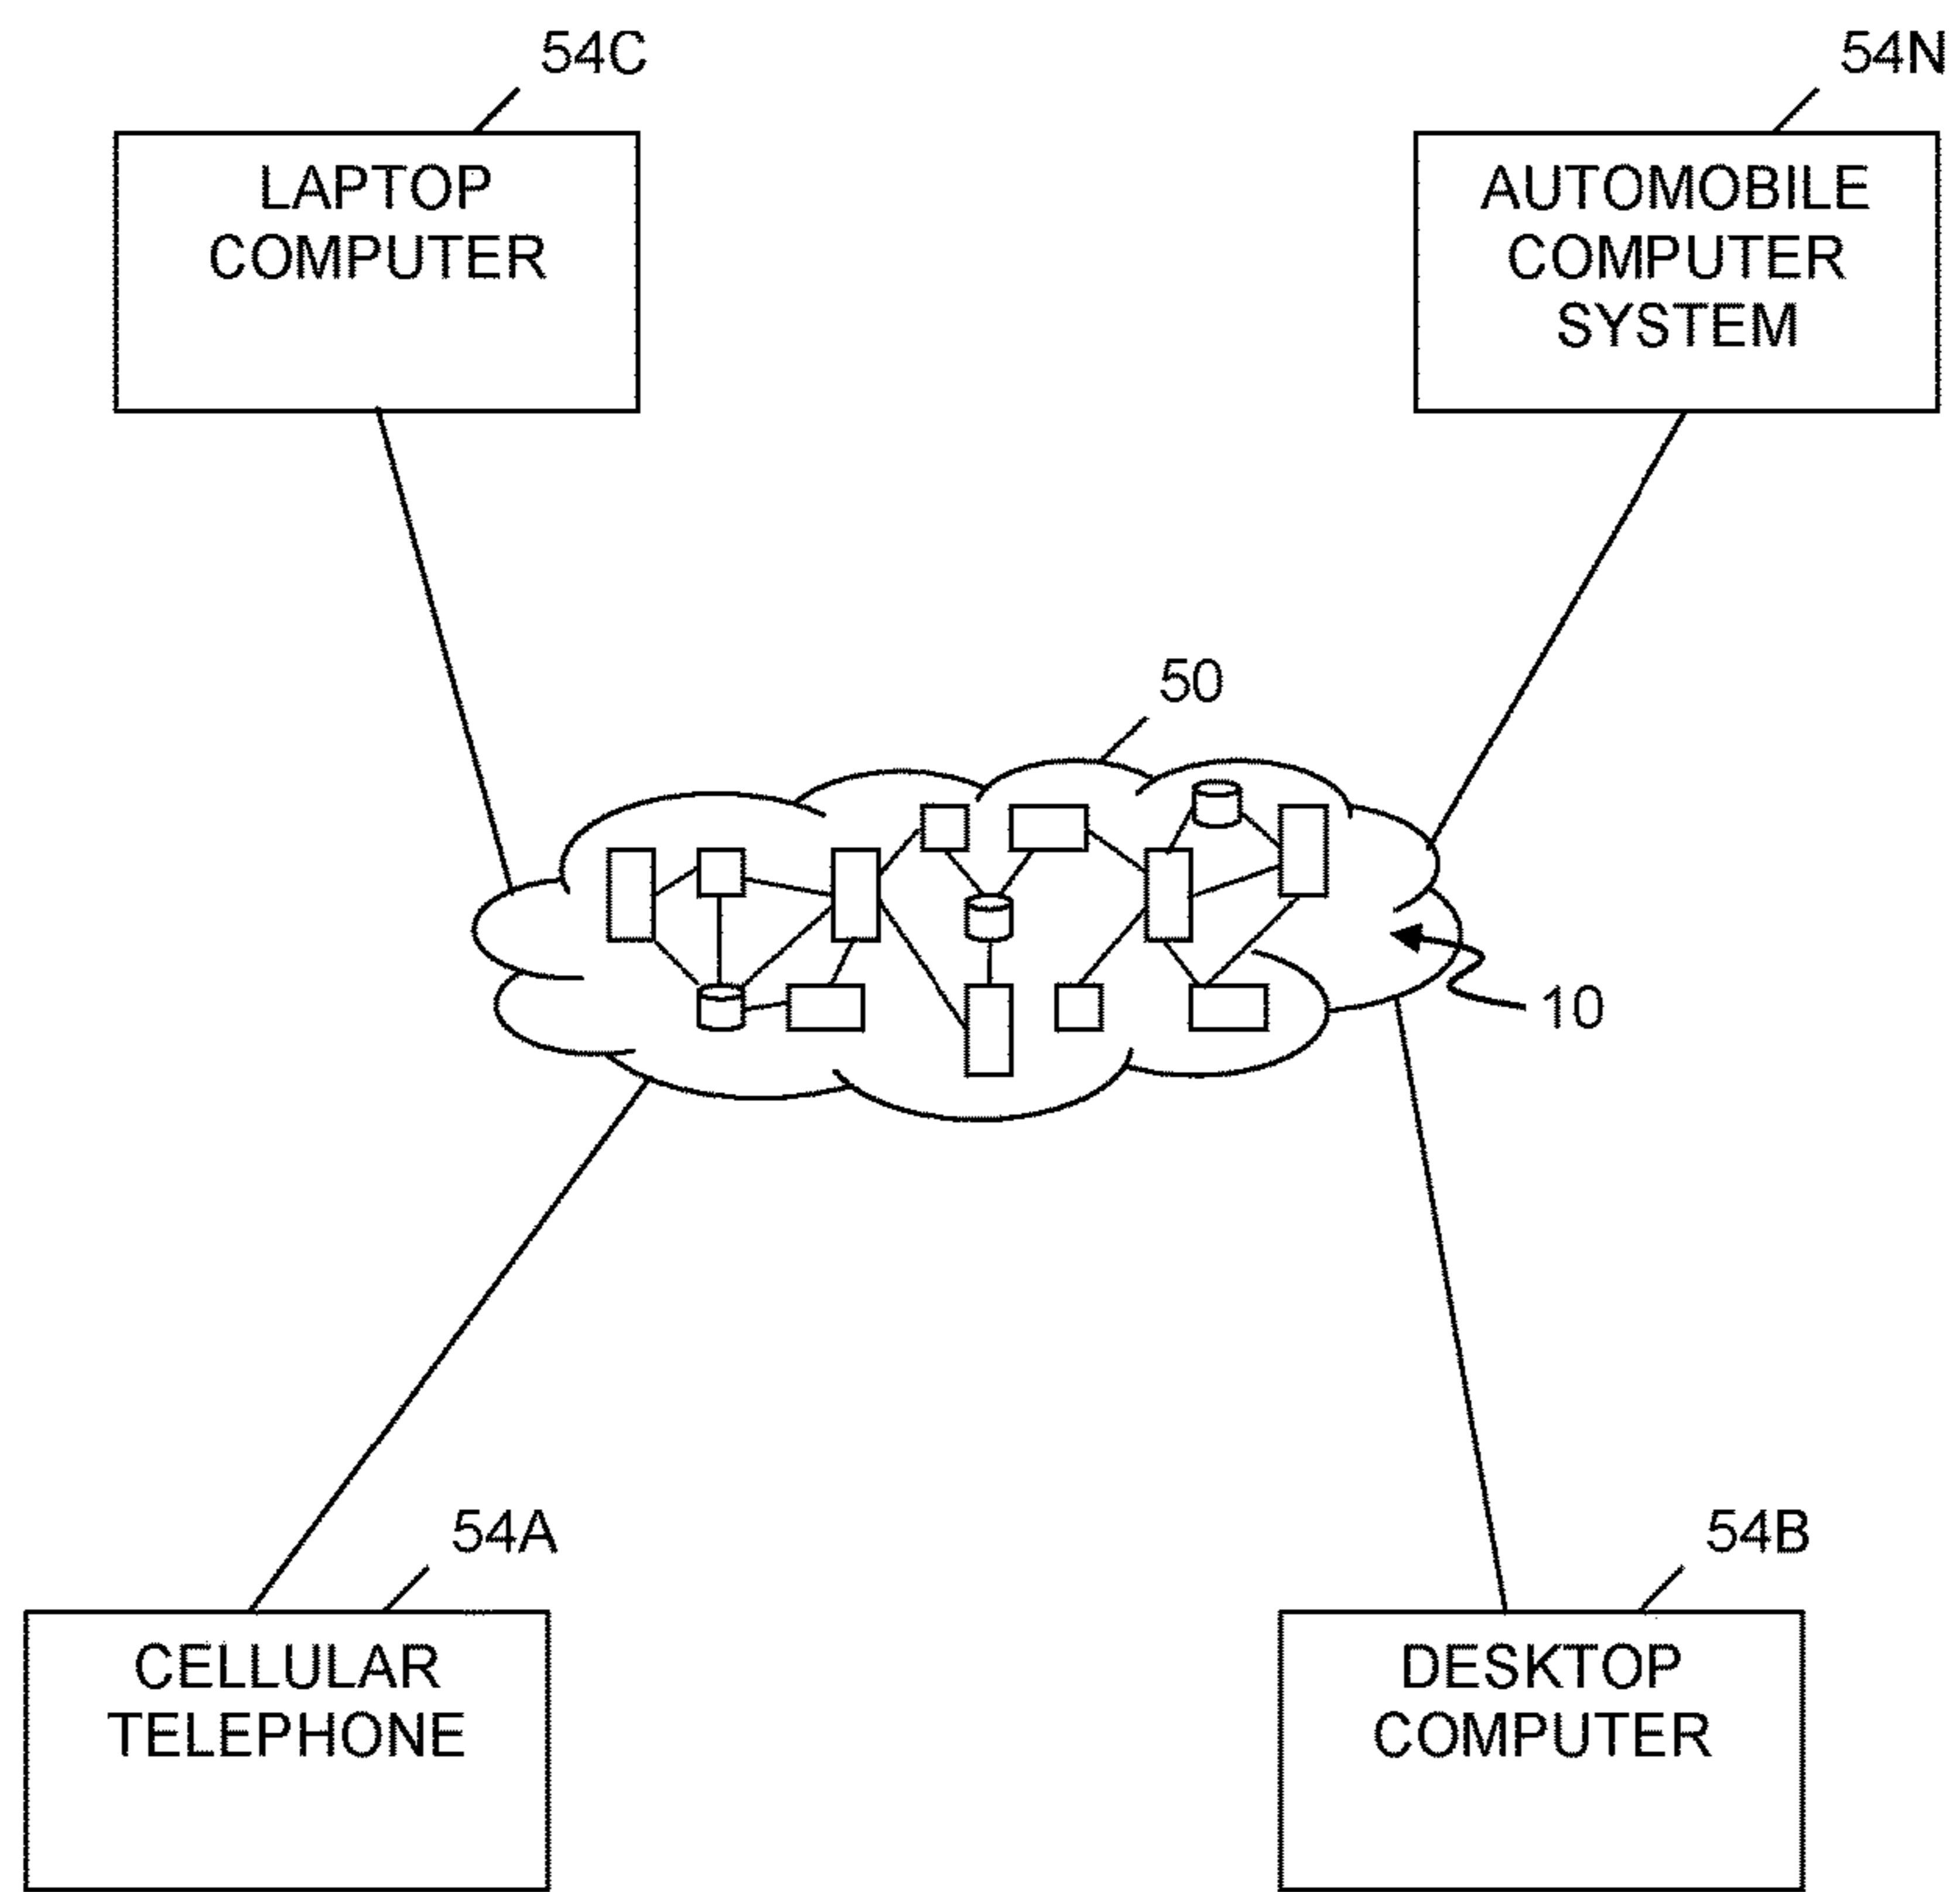 54C
54N
LAPTOP
COMPUTER
AUTOMOBILE
COMPUTER
SYSTEM
50
10
54A
54B
CELLULAR
TELEPHONE
DESKTOP
COMPUTER